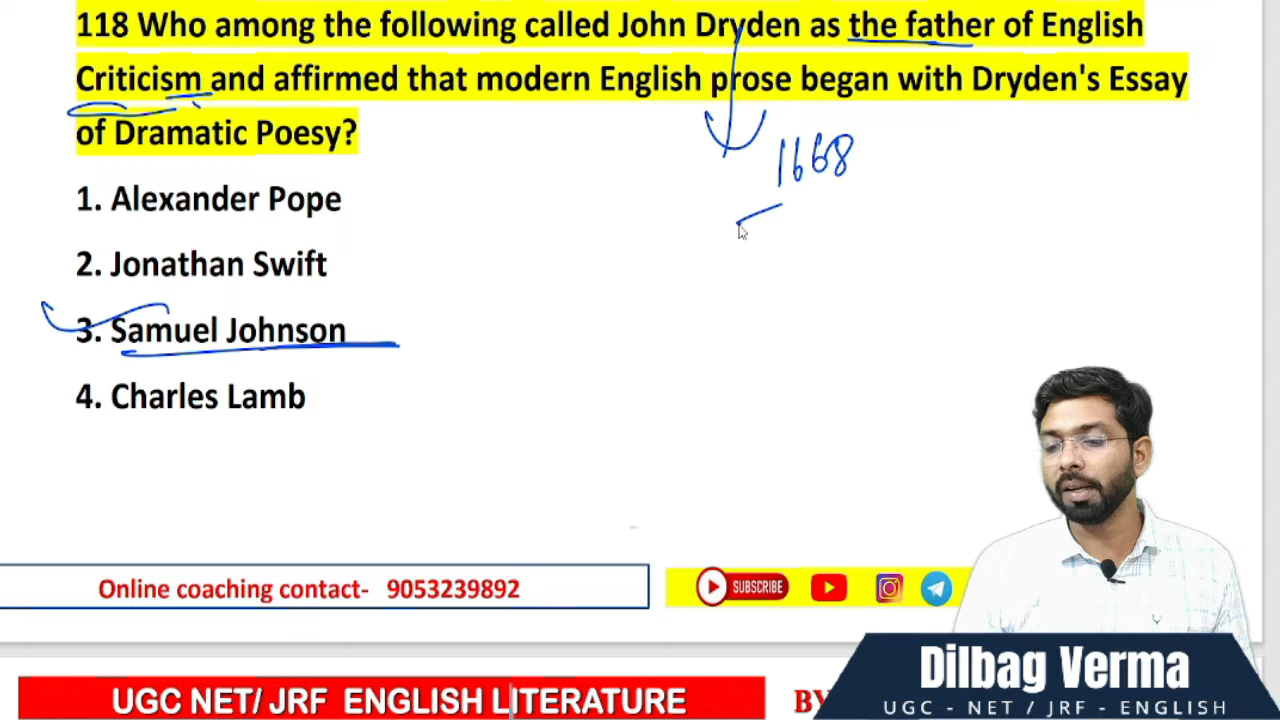 118 Who among the following called John Dryden as the father of English
Criticism and affirmed that modern English prose began with Dryden's Essay
of Dramatic Poesy?
1668
1. Alexander Pope
2. Jonathan Swift
3. Samuel Johnson
4. Charles Lamb
Online coaching contact- 9053239892
SUBSCRIBE
Dilbag Verma
UGC - NET / JRF - ENGLISH
UGC NET/ JRF ENGLISH LITERATURE
BY